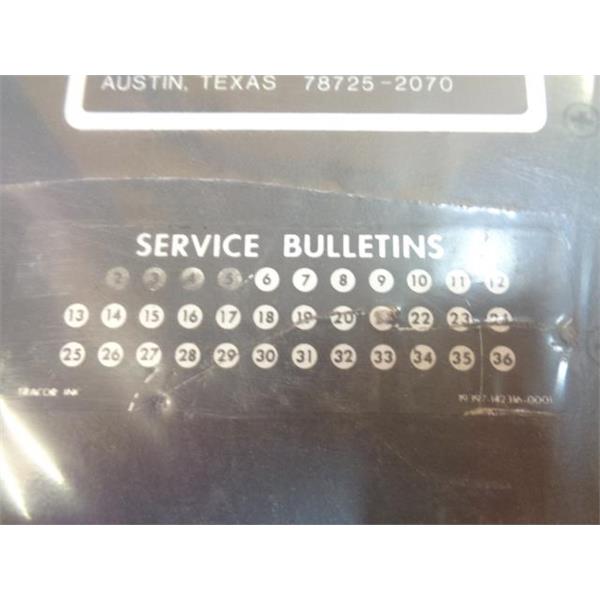 AUSTIN, TEXAS 78725-2070
SERVICE BULLETINS
2 3 4 5 6 7 8 9 10 11 12
13 14 15 16 17 18 19 20 22 23 24
25 26 27 28 29 30 31 32 33 34 35 36
TRACOR INK